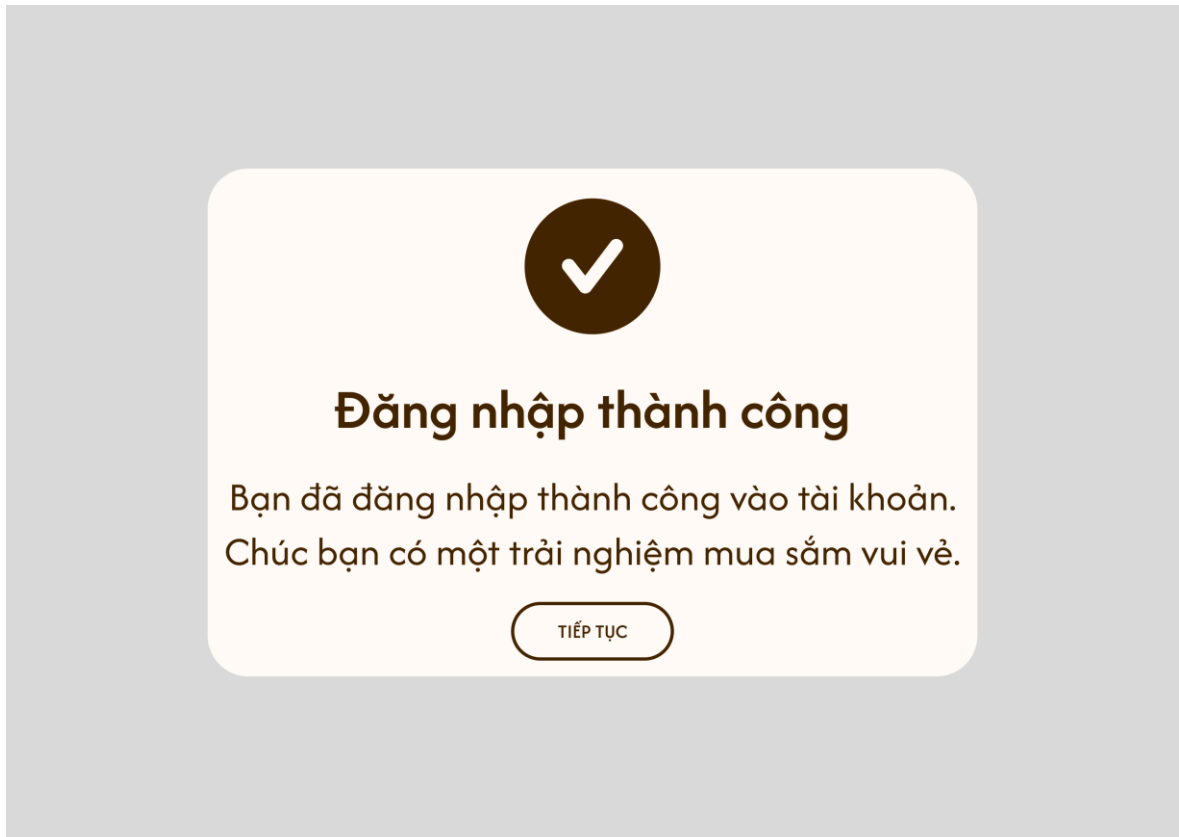 Đăng nhập thành công
Bạn đã đăng nhập thành công vào tài khoản.
Chúc bạn có một trải nghiệm mua sắm vui vẻ.
TIẾP TỤC